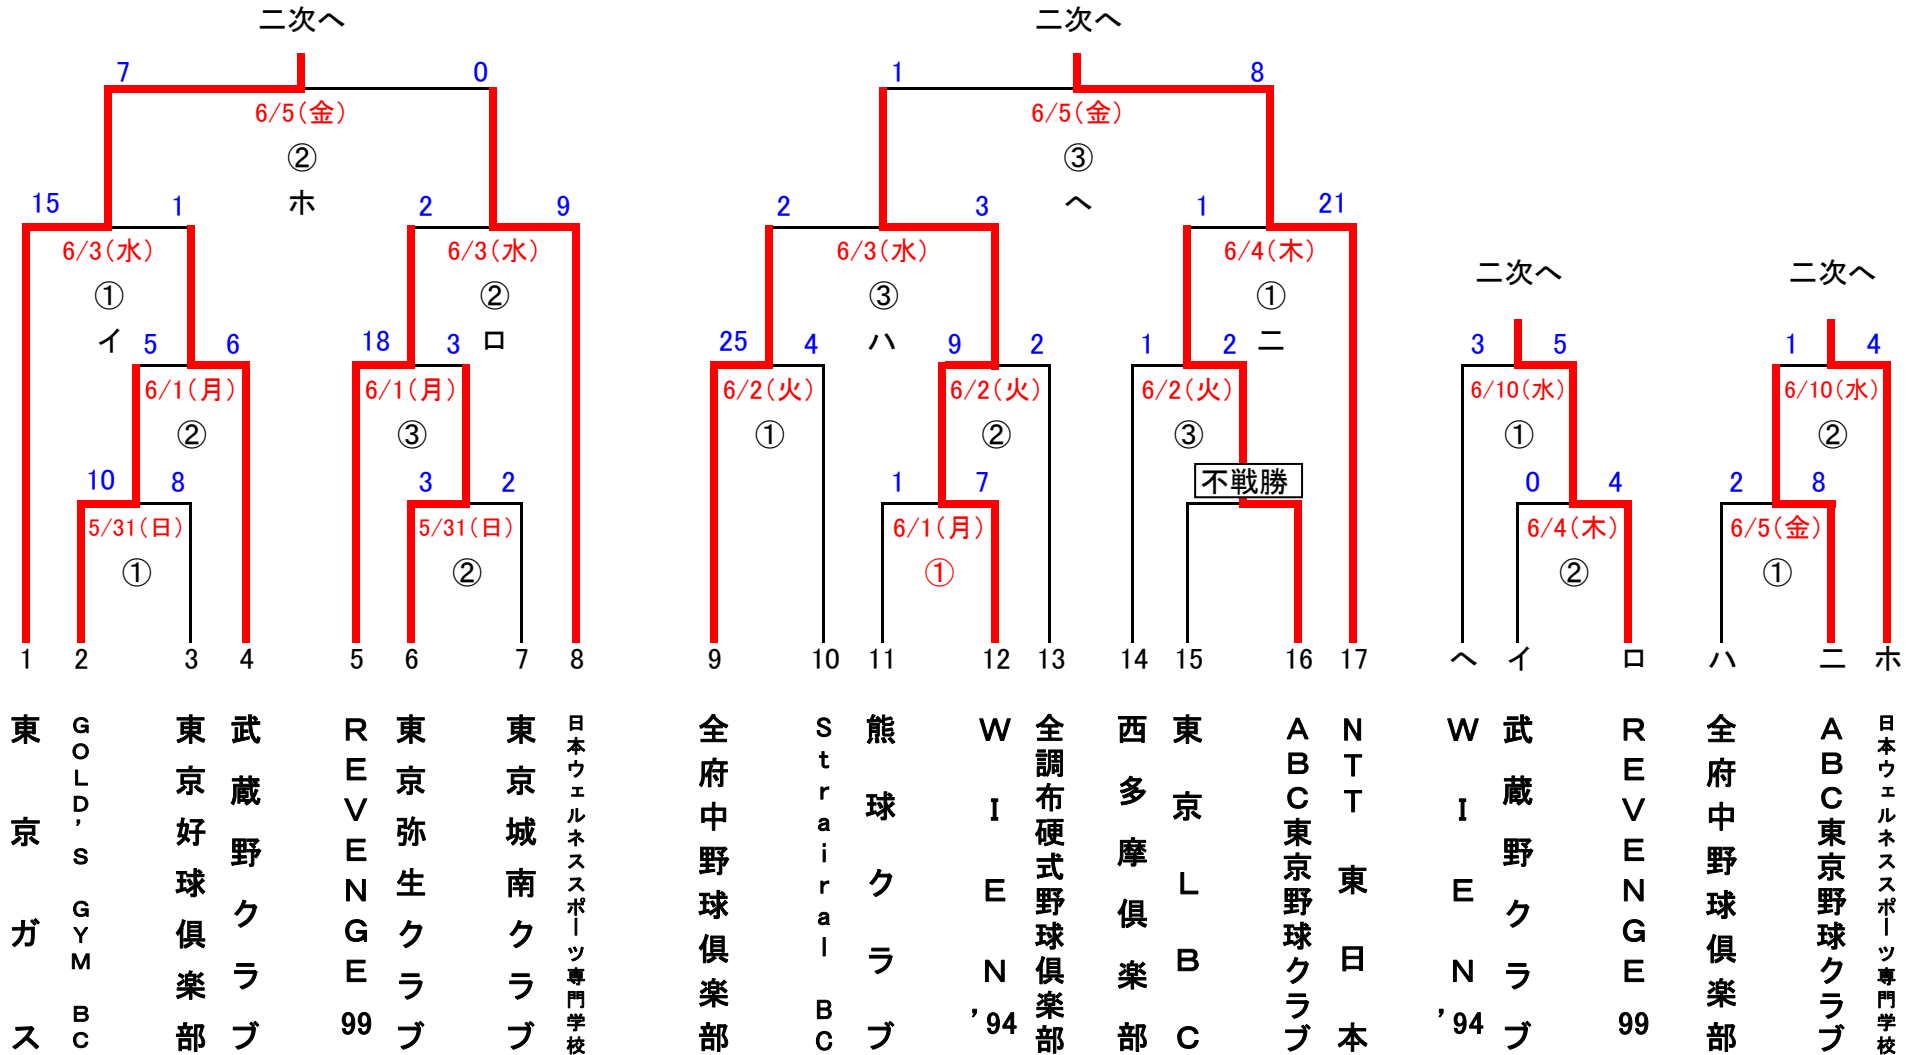 二次へ 二次へ
7 0 1 8
6/5(金) 6/5(金)
② ③
ホ ヘ
15 1 2 9 2 3 1 21
6/3(水) 6/3(水) 6/3(水) 6/4(木)
① ② ③ ①
イ ロ ハ ニ
二次へ 二次へ
5 6 18 3 25 4 9 2 1 2 3 5 1 4
6/1(月) 6/1(月) 6/2(火) 6/2(火) 6/2(火) 6/10(水) 6/10(水)
② ③ ① ② ③ ① ②
10 8 3 2 1 7 不戦勝 0 4 2 8
5/31(日) 5/31(日) 6/1(月) 6/4(木) 6/5(金)
① ② ① ② ①
1 2 3 4 5 6 7 8 9 10 11 12 13 14 15 16 17 ヘ イ ロ ハ ニ ホ
東京ガス
GOLD'S GYM BC
東京好球倶楽部
武蔵野クラブ
REVENGE99
東京弥生クラブ
東京城南クラブ
日本ウェルネススポーツ専門学校
全府中野球倶楽部
Strairal BC
熊球クラブ
WIEN'94
全調布硬式野球倶楽部
西多摩倶楽部
東京LBC
ABC東京野球クラブ
NTT東日本
WIEN'94
武蔵野クラブ
REVENGE99
全府中野球倶楽部
ABC東京野球クラブ
日本ウェルネススポーツ専門学校